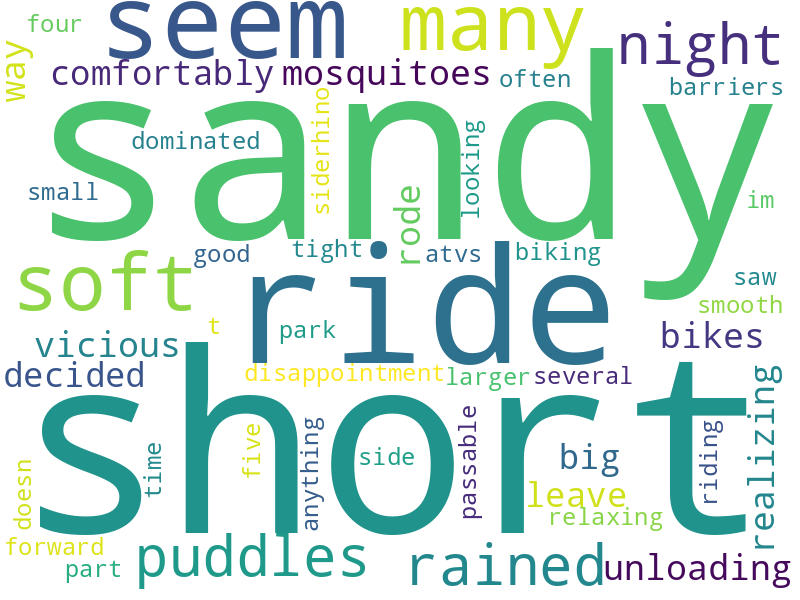 four
seem
many
night
way
comfortably
mosquitoes
often
barriers
sandy
dominated
siderhino
looking
small
rode
im
good
tight
atvs
biking
soft
ride
saw
smooth
t
park
vicious
bikes
decided
disappointment
larger
several
short
realizing
time
five
anything
side
passable
big
riding
doesn
leave
relaxing
forward
part
puddles
rained
unloading